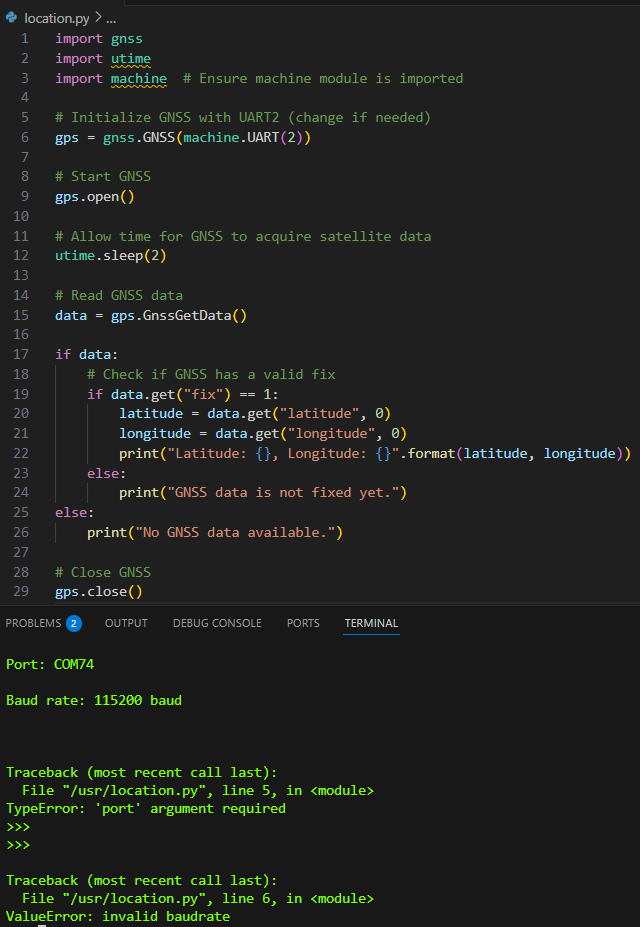 location.py > ...
1 import gnss
2 import utime
3 import machine  # Ensure machine module is imported
4
5 # Initialize GNSS with UART2 (change if needed)
6 gps = gnss.GNSS(machine.UART(2))
7
8 # Start GNSS
9 gps.open()
10
11 # Allow time for GNSS to acquire satellite data
12 utime.sleep(2)
13
14 # Read GNSS data
15 data = gps.GnssGetData()
16
17 if data:
18     # Check if GNSS has a valid fix
19     if data.get("fix") == 1:
20         latitude = data.get("latitude", 0)
21         longitude = data.get("longitude", 0)
22         print("Latitude: {}, Longitude: {}".format(latitude, longitude))
23     else:
24         print("GNSS data is not fixed yet.")
25 else:
26     print("No GNSS data available.")
27
28 # Close GNSS
29 gps.close()
PROBLEMS 2 OUTPUT DEBUG CONSOLE PORTS TERMINAL
Port: COM74
Baud rate: 115200 baud
Traceback (most recent call last):
  File "/usr/location.py", line 5, in <module>
TypeError: 'port' argument required
>>>
>>>
Traceback (most recent call last):
  File "/usr/location.py", line 6, in <module>
ValueError: invalid baudrate